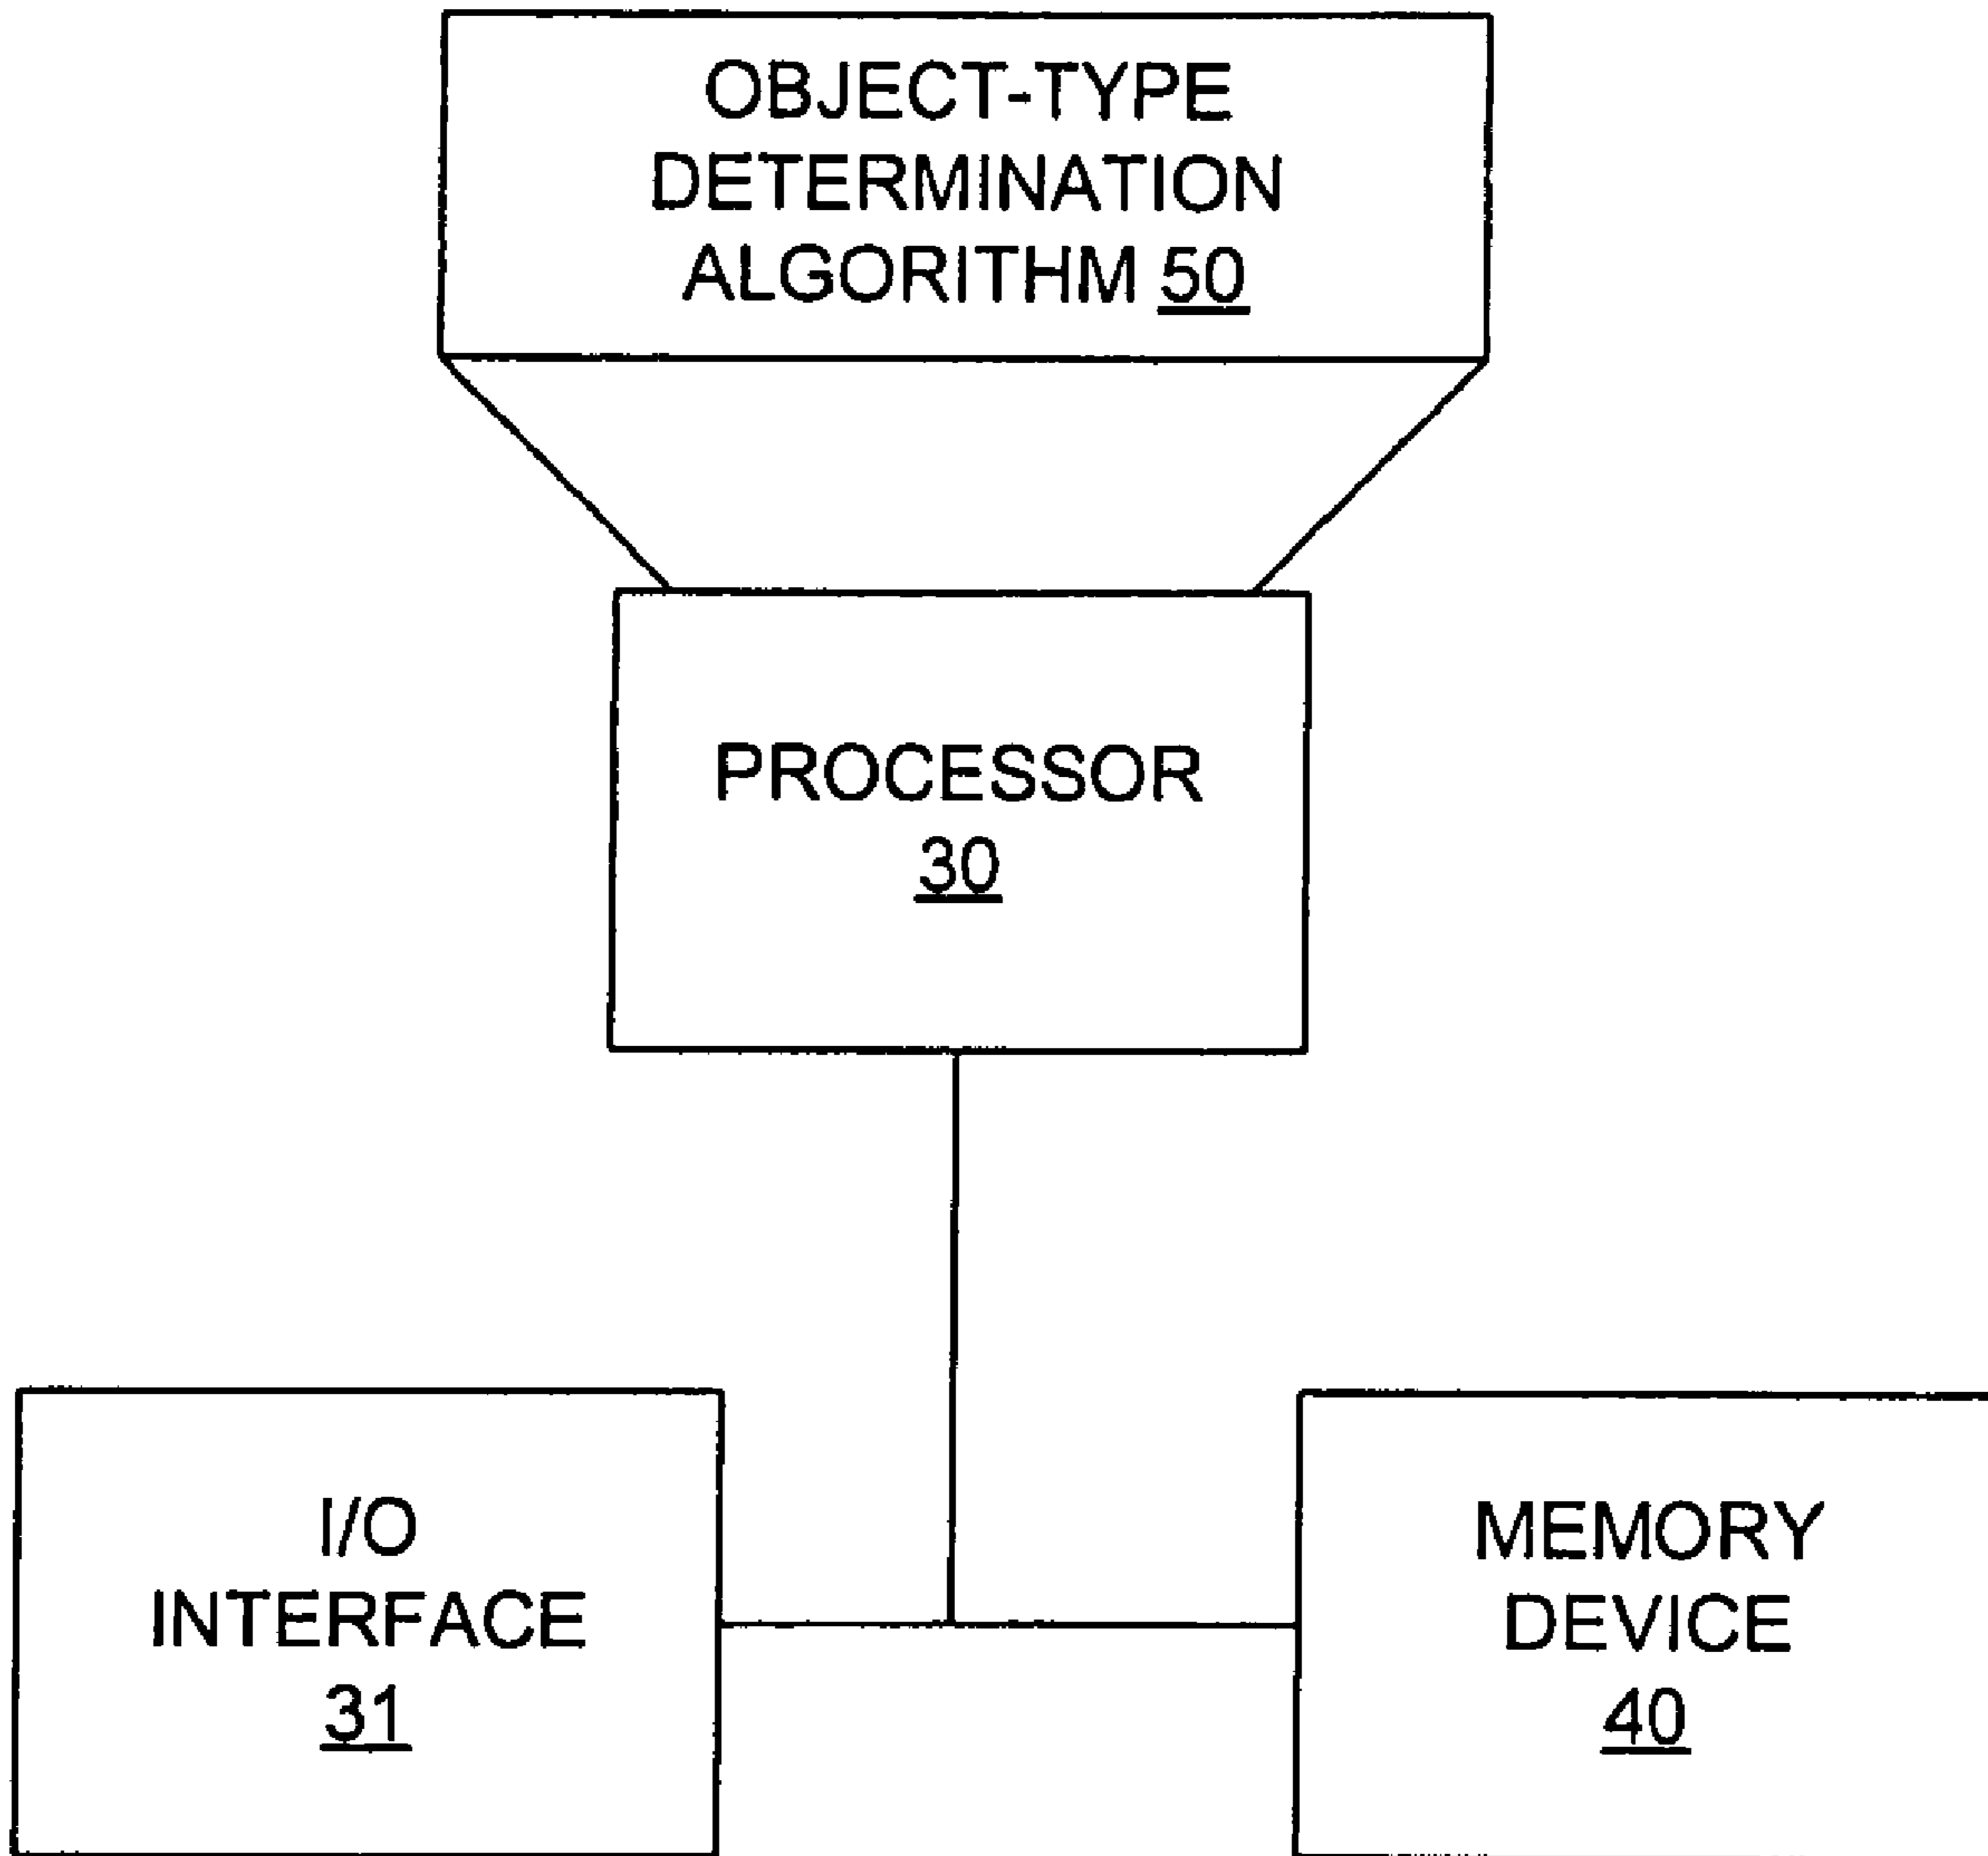 OBJECT-TYPE
DETERMINATION
ALGORITHM 50
PROCESSOR
30
I/O
INTERFACE
31
MEMORY
DEVICE
40